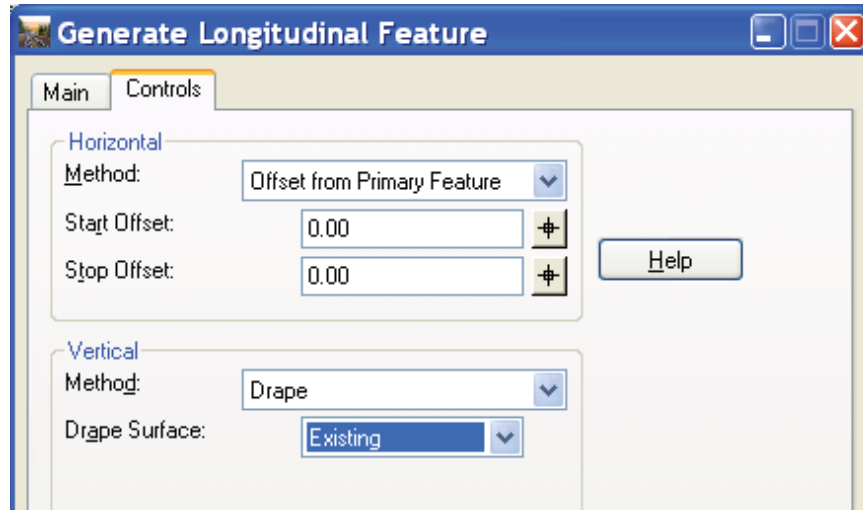 Generate Longitudinal Feature
Main Controls
Horizontal
Method: Offset from Primary Feature
Start Offset: 0.00
Stop Offset: 0.00
Help
Vertical
Method: Drape
Drape Surface: Existing